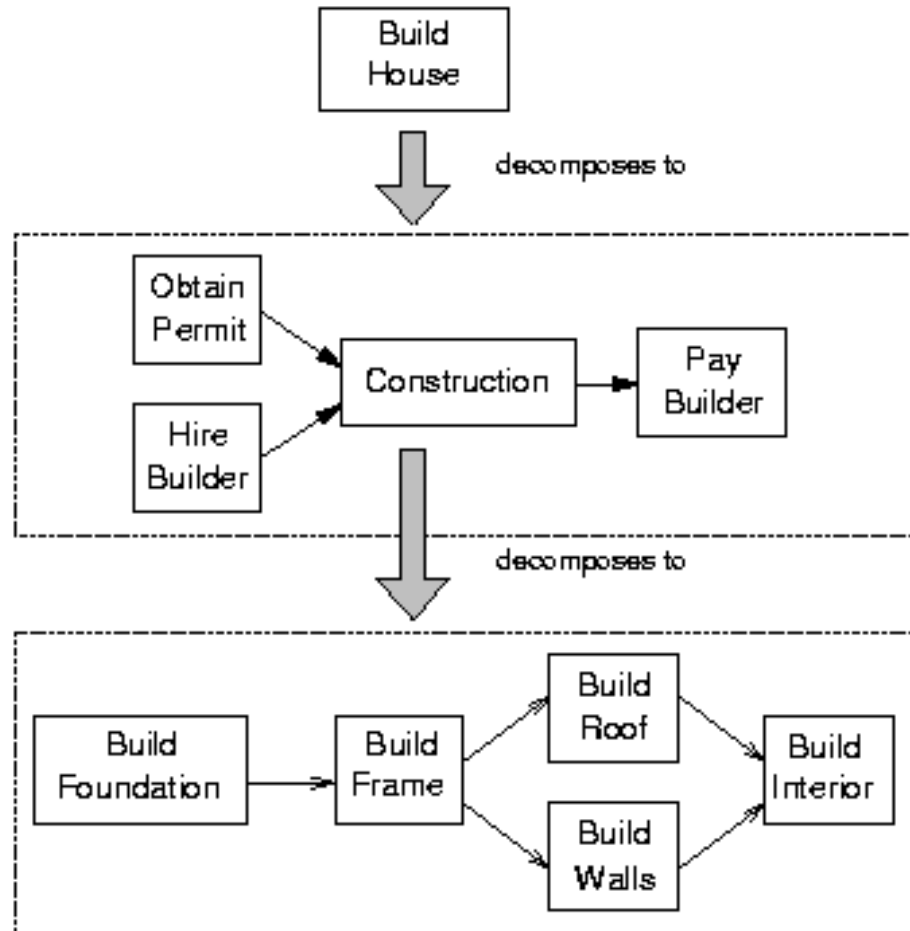 Build
House
decomposes to
Obtain
Permit
Construction
Pay
Builder
Hire
Builder
decomposes to
Build
Foundation
Build
Frame
Build
Roof
Build
Walls
Build
Interior